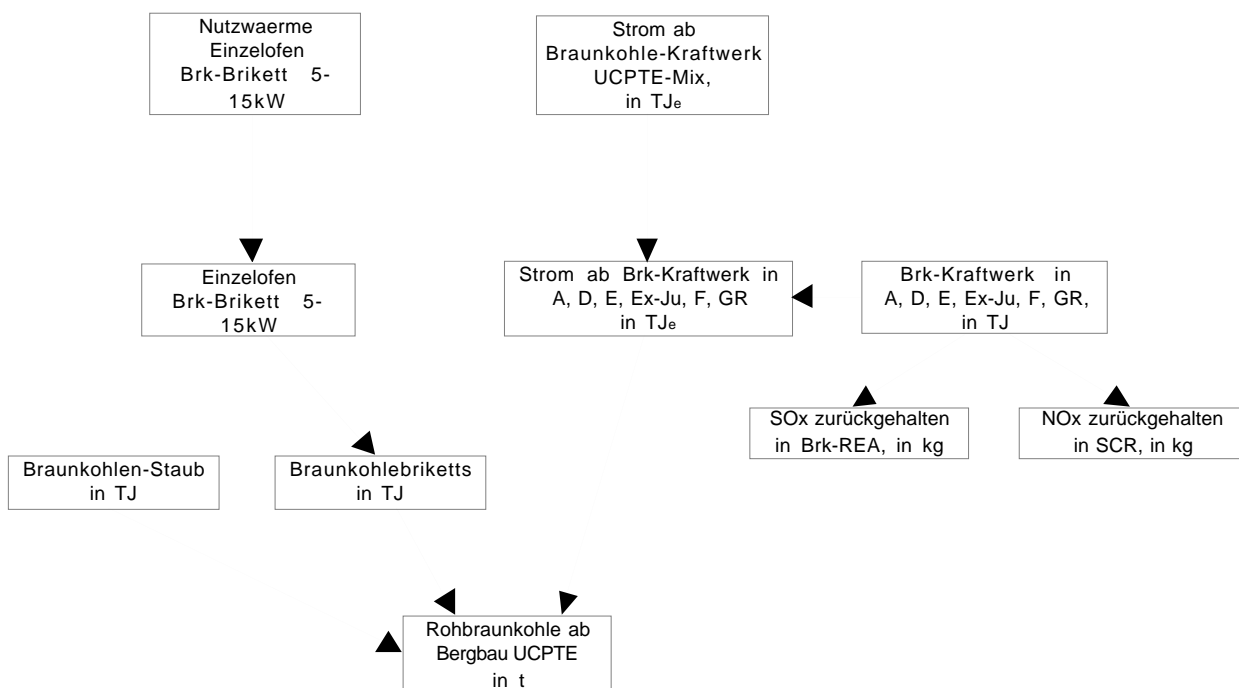 Nutzwaerme
Einzelofen
Brk-Brikett 5-
15kW
Strom ab
Braunkohle-Kraftwerk
UCPTE-Mix,
in TJe
Einzelofen
Brk-Brikett 5-
15kW
Strom ab Brk-Kraftwerk in
A, D, E, Ex-Ju, F, GR
in TJe
Brk-Kraftwerk in
A, D, E, Ex-Ju, F, GR,
in TJ
SOx zurückgehalten
in Brk-REA, in kg
NOx zurückgehalten
in SCR, in kg
Braunkohlen-Staub
in TJ
Braunkohlebriketts
in TJ
Rohbraunkohle ab
Bergbau UCPTE
in t